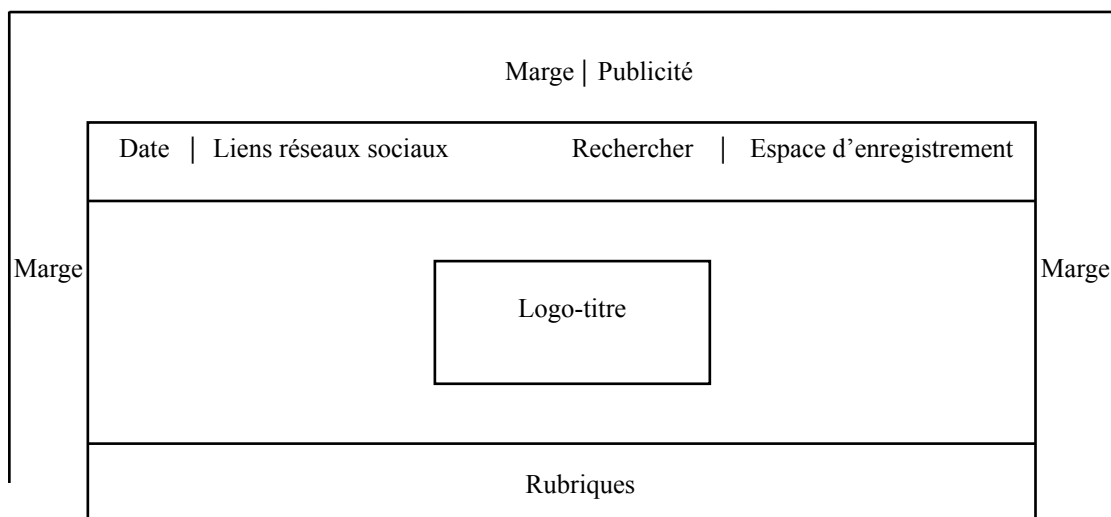 Marge | Publicité
Date | Liens réseaux sociaux Rechercher | Espace d’enregistrement
Marge
Marge
Logo-titre
Rubriques